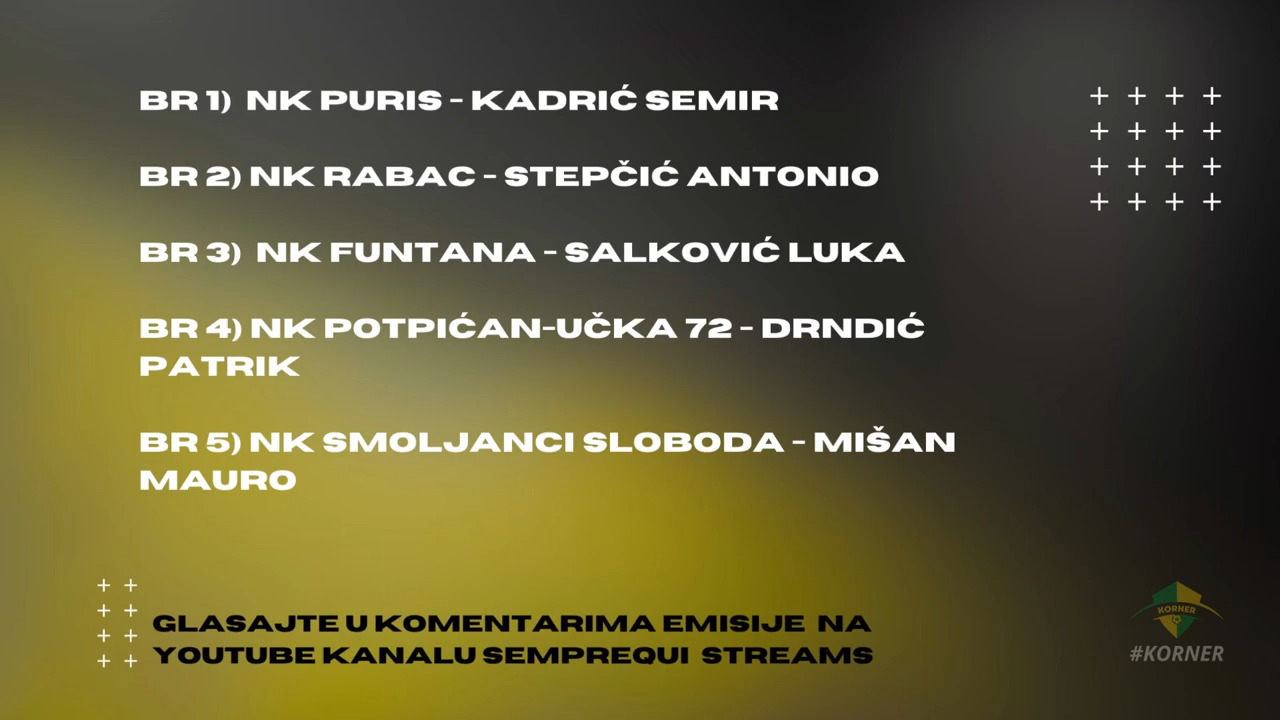 BR 1)  NK PURIS - KADRIĆ SEMIR
BR 2) NK RABAC - STEPČIĆ ANTONIO
BR 3)  NK FUNTANA - SALKOVIĆ LUKA
BR 4) NK POTPIĆAN-UČKA 72 - DRNDIĆ
PATRIK
BR 5) NK SMOLJANCI SLOBODA - MIŠAN
MAURO
GLASAJTE U KOMENTARIMA EMISIJE  NA
YOUTUBE KANALU SEMPREQUI  STREAMS
KORNER
#KORNER